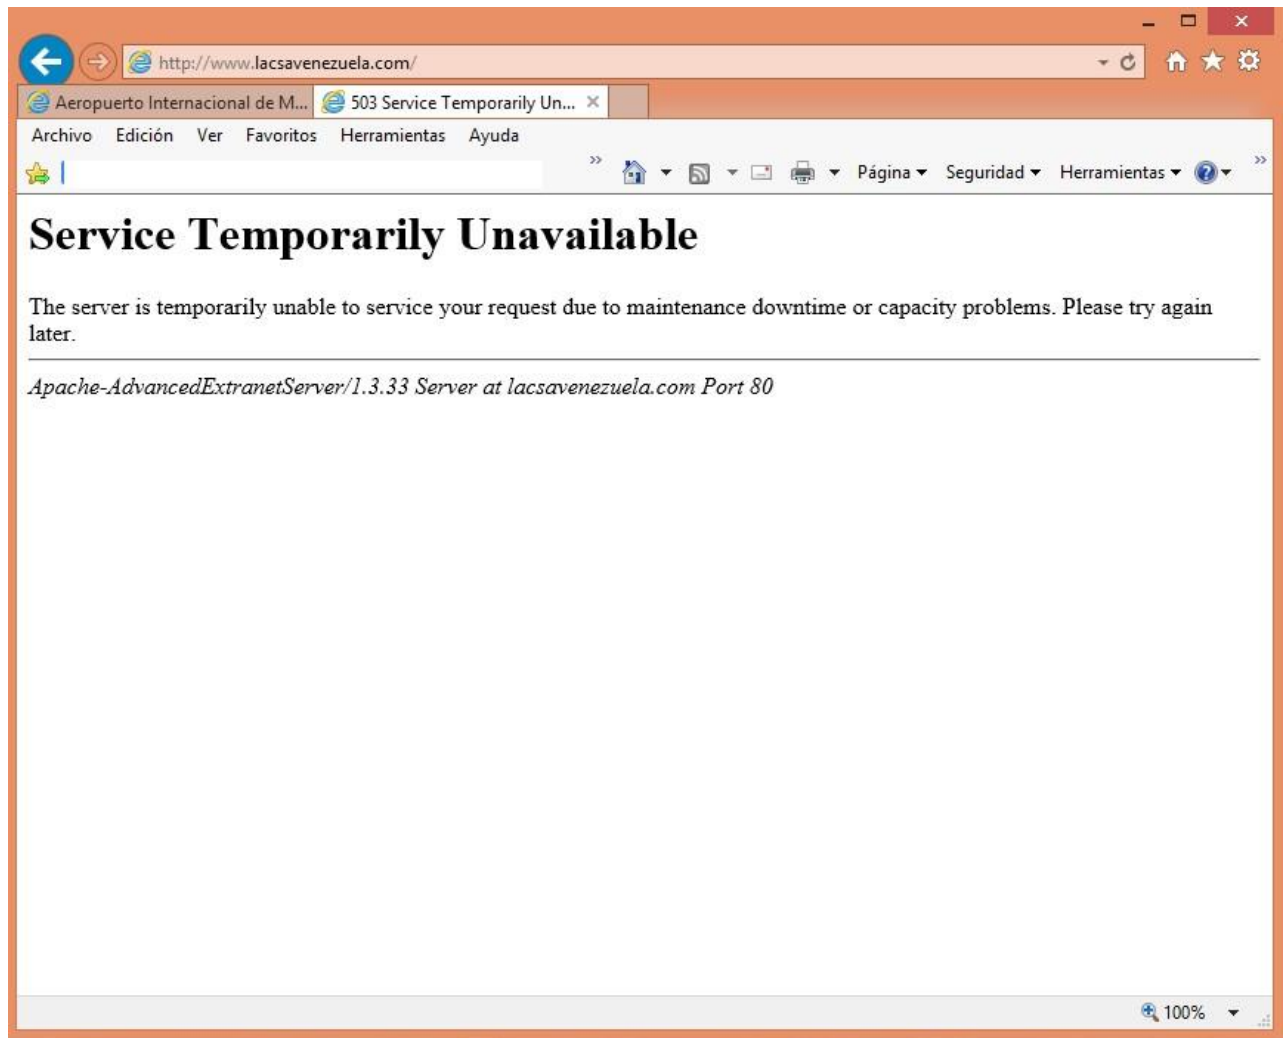 http://www.lacsavenezuela.com/
Aeropuerto Internacional de M... 503 Service Temporarily Un...
Archivo Edición Ver Favoritos Herramientas Ayuda
Página Seguridad Herramientas
Service Temporarily Unavailable
The server is temporarily unable to service your request due to maintenance downtime or capacity problems. Please try again
later.
Apache-AdvancedExtranetServer/1.3.33 Server at lacsavenezuela.com Port 80
100%